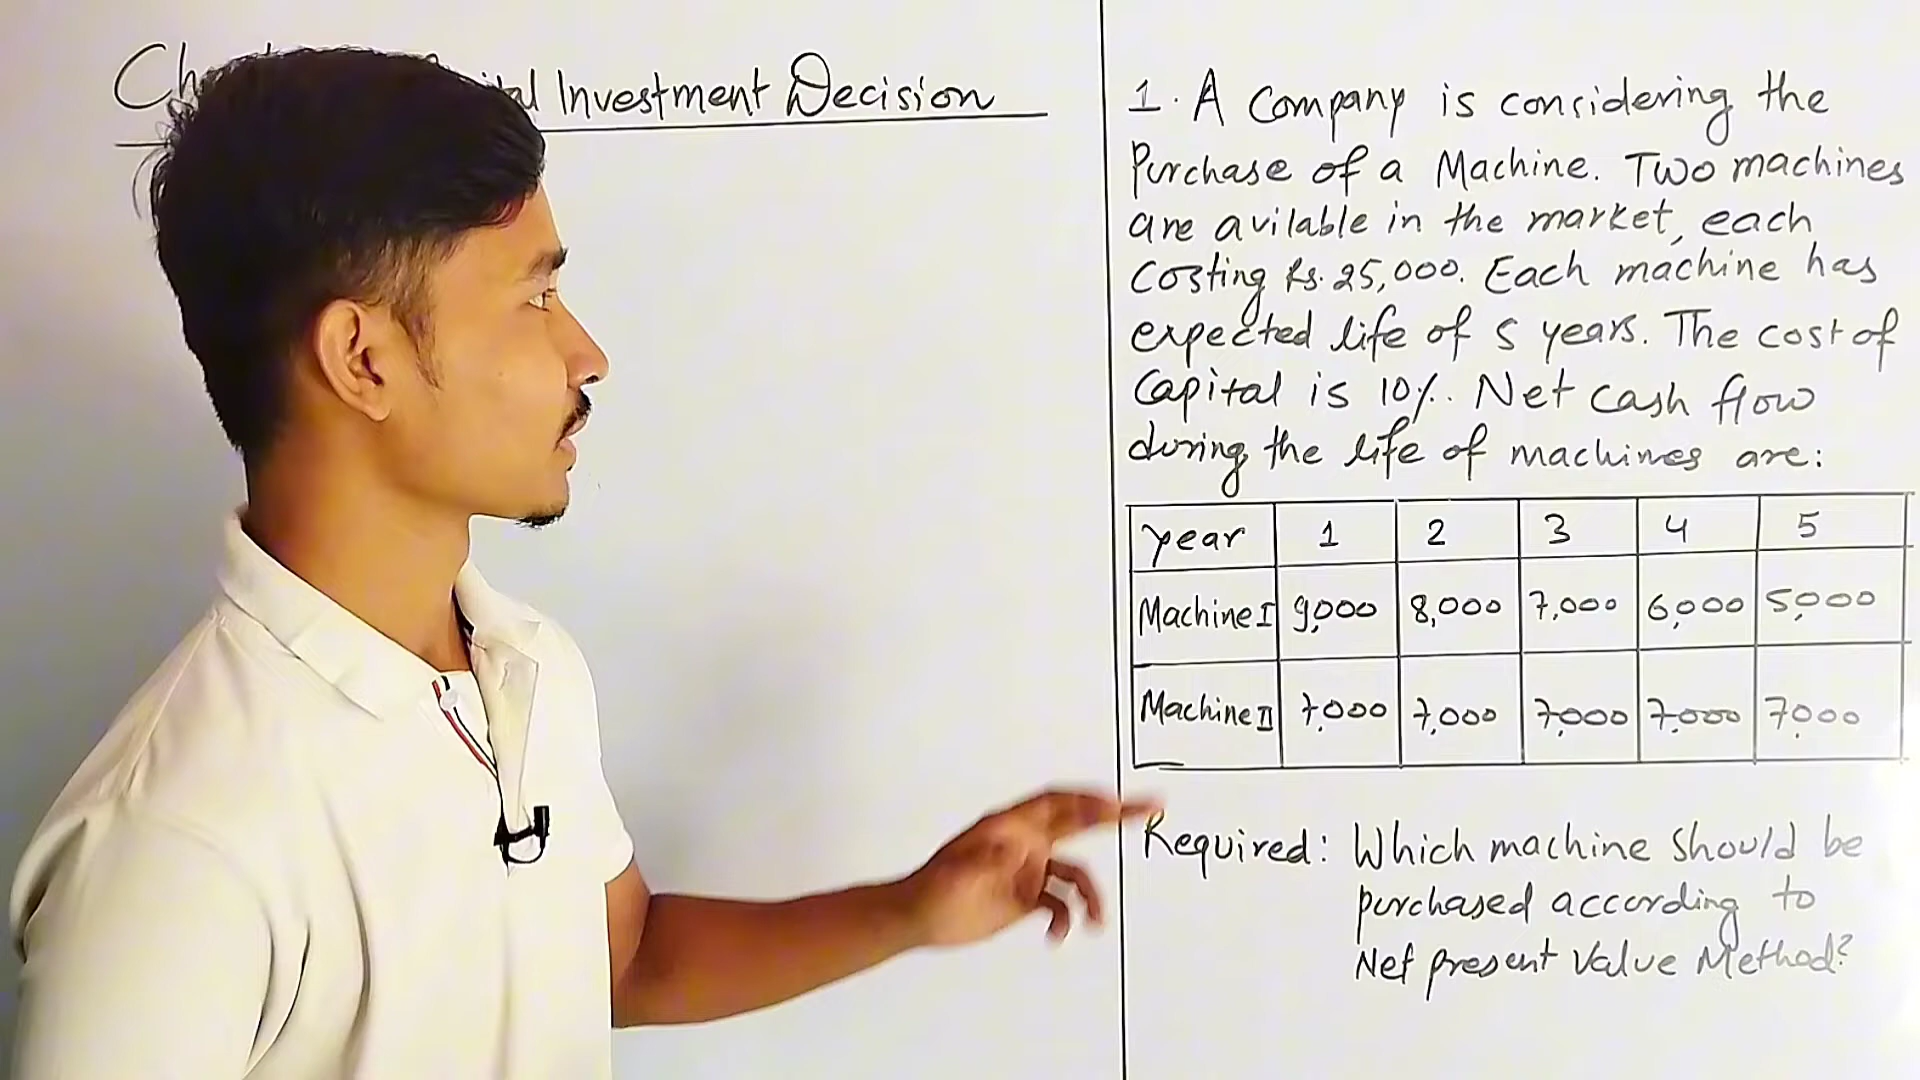 Investment Decision
1. A Company is considering the
Purchase of a Machine. Two machines
are avilable in the market, each
Costing Rs. 25,000. Each machine has
expected life of 5 years. The cost of
Capital is 10%. Net cash flow
during the life of machines are:
year 1 2 3 4 5
Machine I 9,000 8,000 7,000 6,000 5,000
Machine II 7,000 7,000 7,000 7,000 7,000
Required: Which machine should be
purchased according to
Net present Value Method?